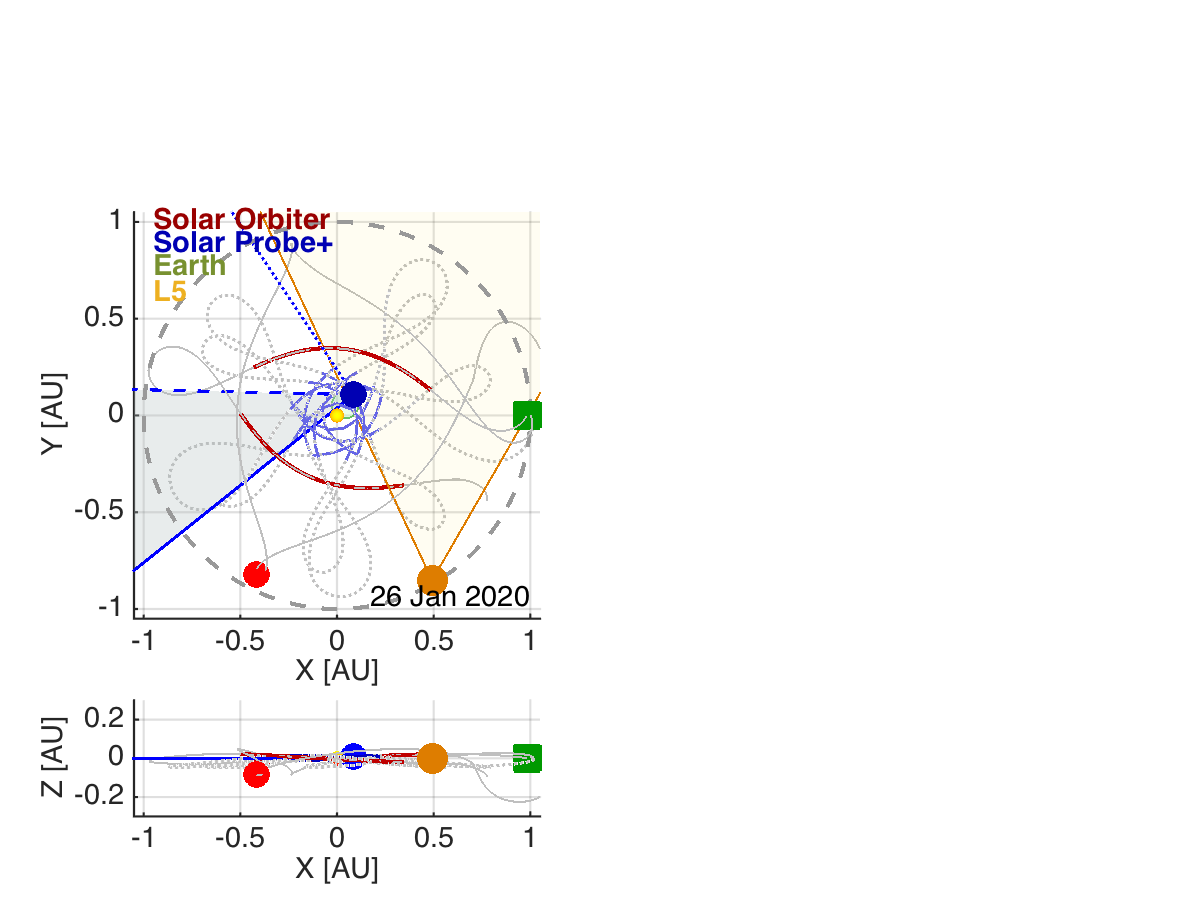 Solar Orbiter
Solar Probe+
Earth
L5
1
0.5
0
-0.5
-1
Y [AU]
26 Jan 2020
-1 -0.5 0 0.5 1
X [AU]
0.2
0
-0.2
Z [AU]
-1 -0.5 0 0.5 1
X [AU]